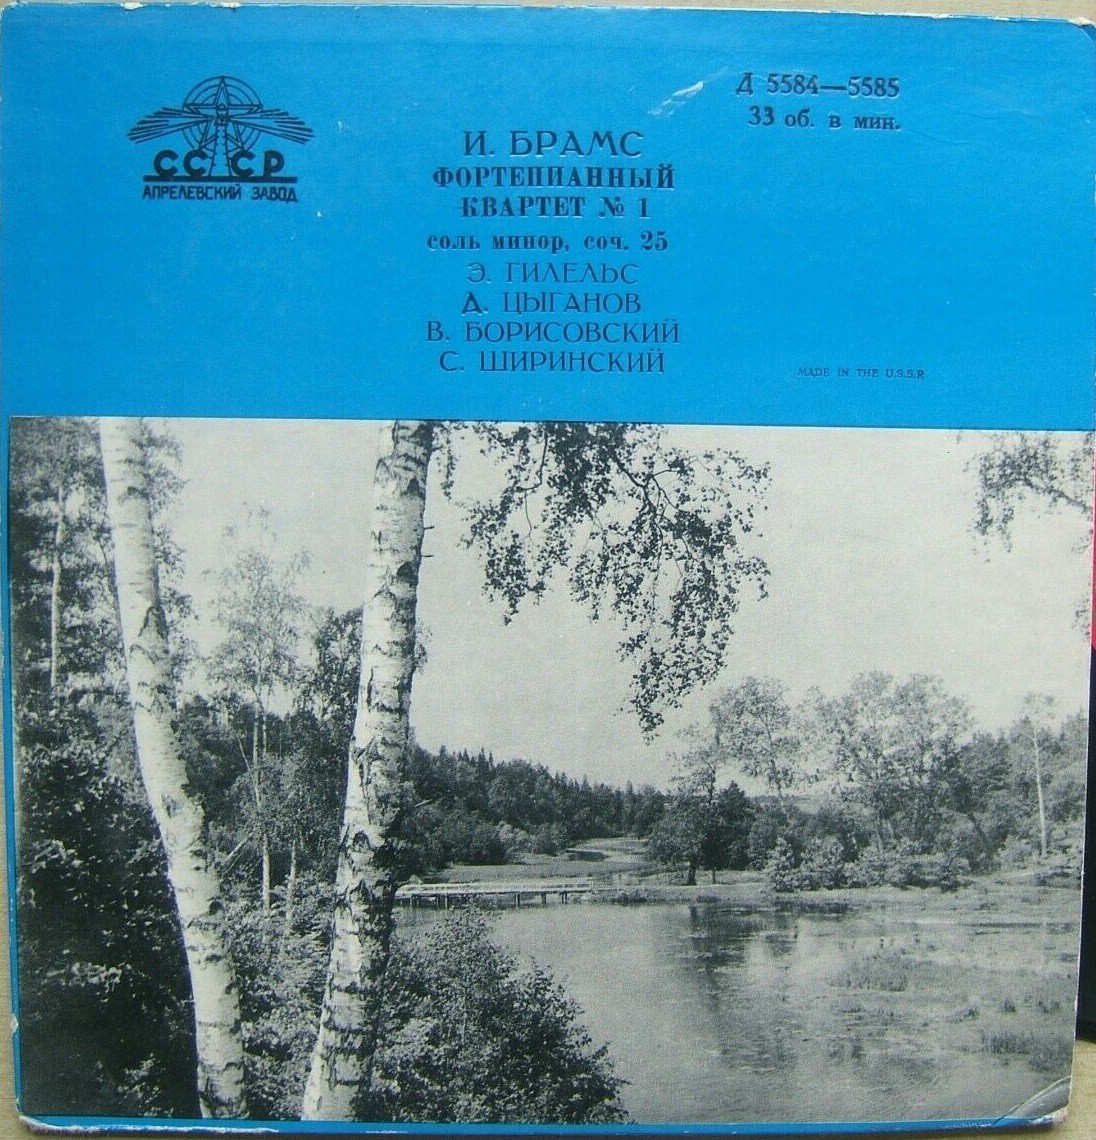 СССР
АПРЕЛЕВСКИЙ ЗАВОД
Д 5584—5585
33 об. в мин.
И. БРАМС
ФОРТЕПИАННЫЙ
КВАРТЕТ № 1
соль минор, соч. 25
Э. ГИЛЕЛЬС
Д. ЦЫГАНОВ
В. БОРИСОВСКИЙ
С. ШИРИНСКИЙ
MADE IN THE U.S.S.R